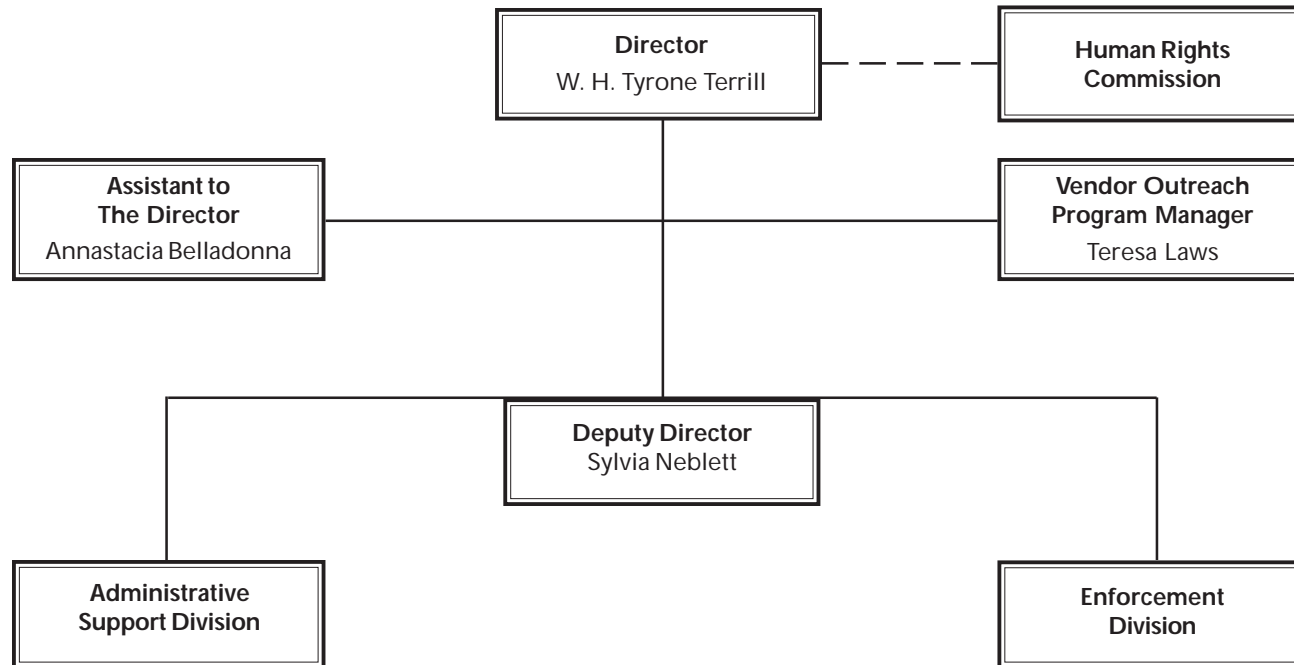 Director
W. H. Tyrone Terrill
Human Rights
Commission
Assistant to
The Director
Annastacia Belladonna
Vendor Outreach
Program Manager
Teresa Laws
Deputy Director
Sylvia Neblett
Administrative
Support Division
Enforcement
Division